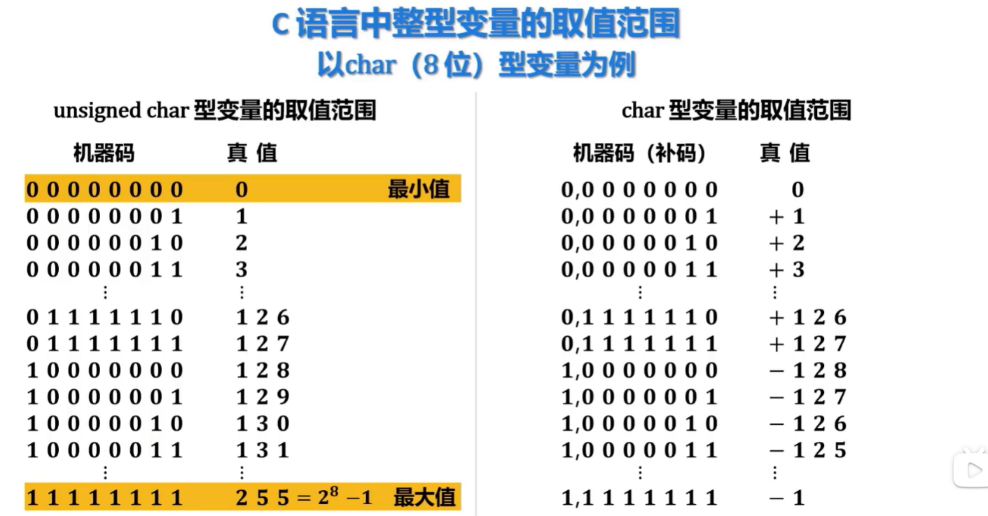 C 语言中整型变量的取值范围
以char（8 位）型变量为例
unsigned char 型变量的取值范围
机器码 真 值
0 0 0 0 0 0 0 0 0 最小值
0 0 0 0 0 0 0 1 1
0 0 0 0 0 0 1 0 2
0 0 0 0 0 0 1 1 3
⋮ ⋮
0 1 1 1 1 1 1 0 1 2 6
0 1 1 1 1 1 1 1 1 2 7
1 0 0 0 0 0 0 0 1 2 8
1 0 0 0 0 0 0 1 1 2 9
1 0 0 0 0 0 1 0 1 3 0
1 0 0 0 0 0 1 1 1 3 1
⋮ ⋮
1 1 1 1 1 1 1 1 2 5 5 = 2⁸ −1 最大值
char 型变量的取值范围
机器码（补码） 真 值
0,0 0 0 0 0 0 0 0
0,0 0 0 0 0 0 1 + 1
0,0 0 0 0 0 1 0 + 2
0,0 0 0 0 0 1 1 + 3
⋮ ⋮
0,1 1 1 1 1 1 0 + 1 2 6
0,1 1 1 1 1 1 1 + 1 2 7
1,0 0 0 0 0 0 0 − 1 2 8
1,0 0 0 0 0 0 1 − 1 2 7
1,0 0 0 0 0 1 0 − 1 2 6
1,0 0 0 0 0 1 1 − 1 2 5
⋮ ⋮
1,1 1 1 1 1 1 1 − 1